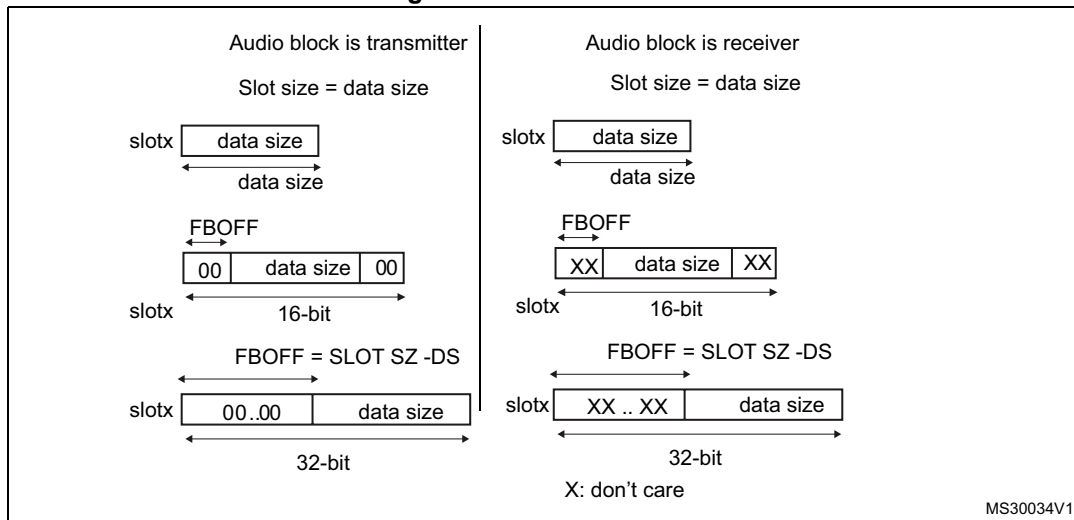 Audio block is transmitter
Slot size = data size
slotx data size
data size
FBOFF
00 data size 00
slotx 16-bit
FBOFF = SLOT SZ -DS
slotx 00..00 data size
32-bit
Audio block is receiver
Slot size = data size
slotx data size
data size
FBOFF
XX data size XX
slotx 16-bit
FBOFF = SLOT SZ -DS
slotx XX .. XX data size
32-bit
X: don't care
MS30034V1